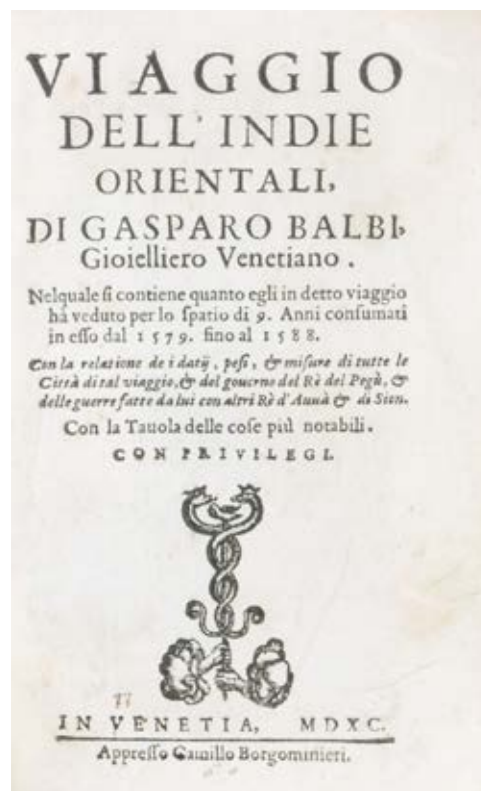 VIAGGIO
DELL'INDIE
ORIENTALI,
DI GASPARO BALBI,
Gioielliero Venetiano.
Nelquale si contiene quanto egli in detto viaggio
hà veduto per lo spatio di 9. Anni consumati
in esso dal 1579. fino al 1588.
Con la relatione de i datij, pesi, & misure di tutte le
Città di tal viaggio, & del gouerno del Rè del Pegù, &
delle guerre fatte da lui con altri Rè d'Auuà & di Sion.
Con la Tauola delle cose più notabili.
CON PRIVILEGI.
IN VENETIA, MDXC.
Appresso Camillo Borgominieri.